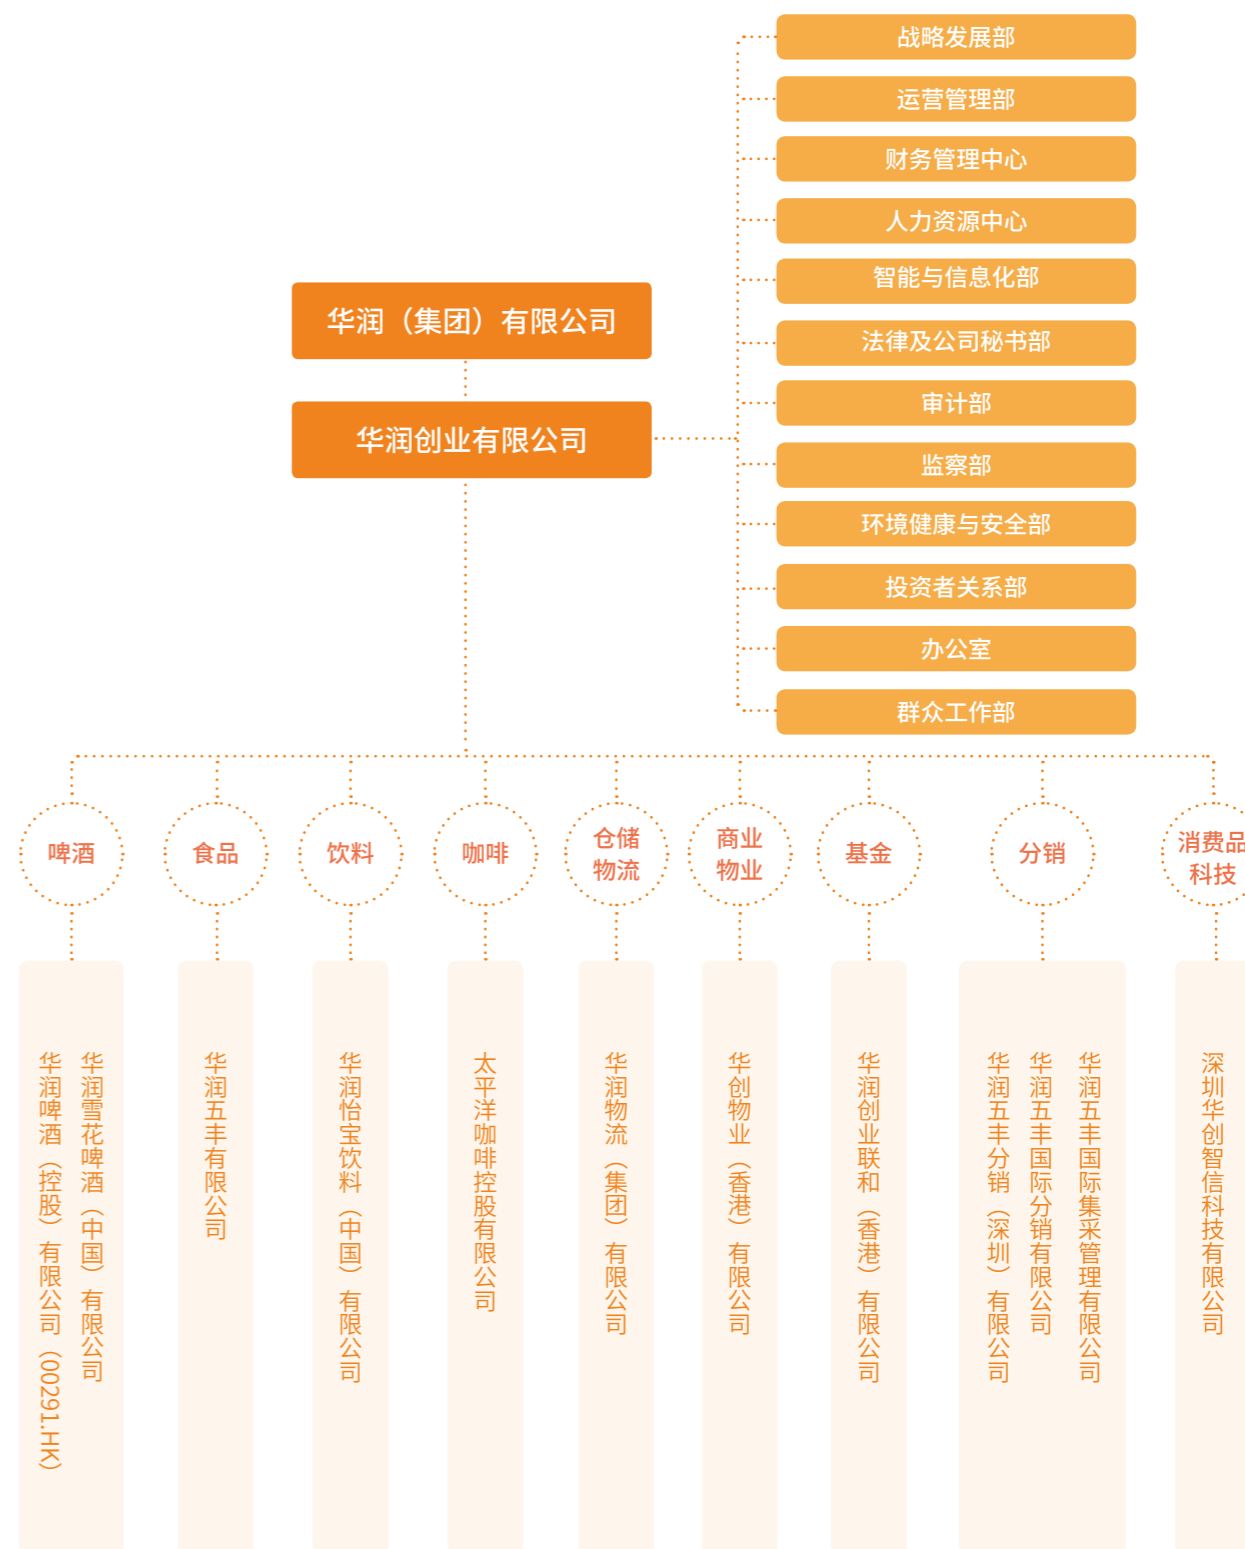 战略发展部
运营管理部
财务管理中心
人力资源中心
智能与信息化部
法律及公司秘书部
审计部
监察部
环境健康与安全部
投资者关系部
办公室
群众工作部
华润（集团）有限公司
华润创业有限公司
啤酒
食品
饮料
咖啡
仓储
物流
商业
物业
基金
分销
消费品
科技
华润啤酒（控股）有限公司（00291.HK）
华润雪花啤酒（中国）有限公司
华润五丰有限公司
华润怡宝饮料（中国）有限公司
太平洋咖啡控股有限公司
华润物流（集团）有限公司
华创物业（香港）有限公司
华润创业联和（香港）有限公司
华润五丰分销（深圳）有限公司
华润五丰国际分销有限公司
华润五丰国际集采管理有限公司
深圳华创智信科技有限公司